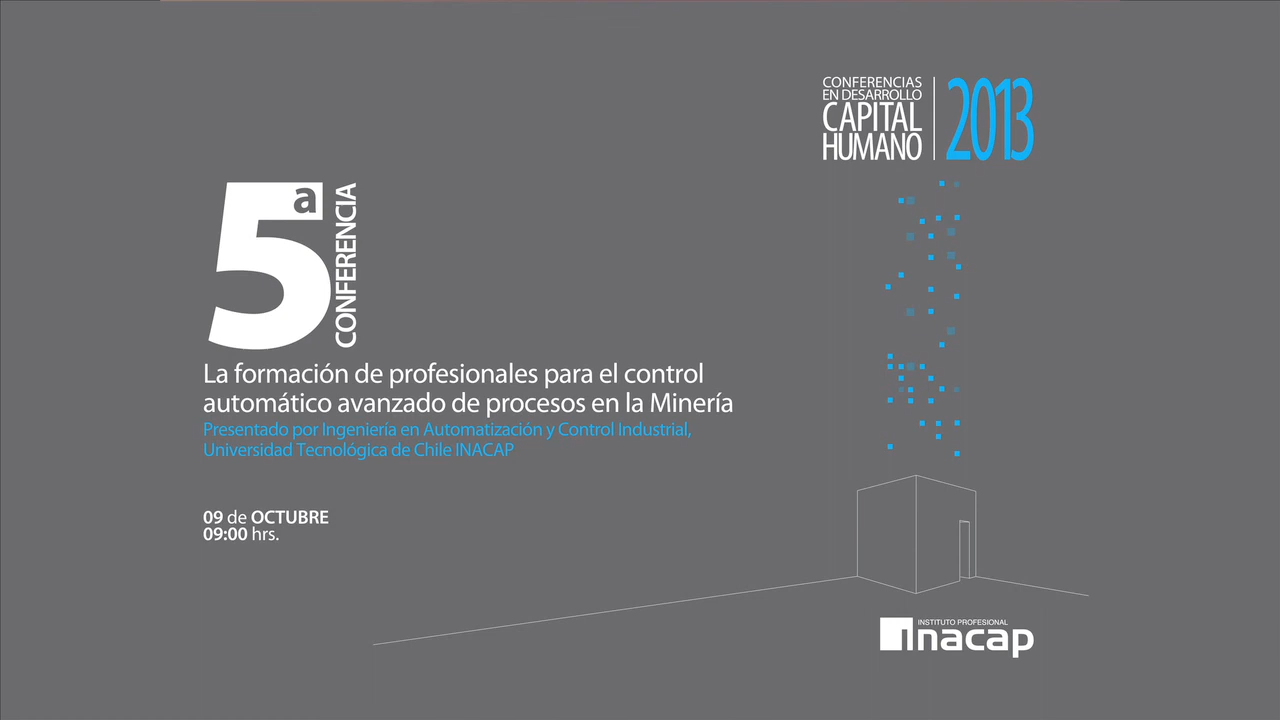 CONFERENCIAS
EN DESARROLLO
CAPITAL
HUMANO
2013
5a
CONFERENCIA
La formación de profesionales para el control
automático avanzado de procesos en la Minería
Presentado por Ingeniería en Automatización y Control Industrial,
Universidad Tecnológica de Chile INACAP
09 de OCTUBRE
09:00 hrs.
INSTITUTO PROFESIONAL
inacap